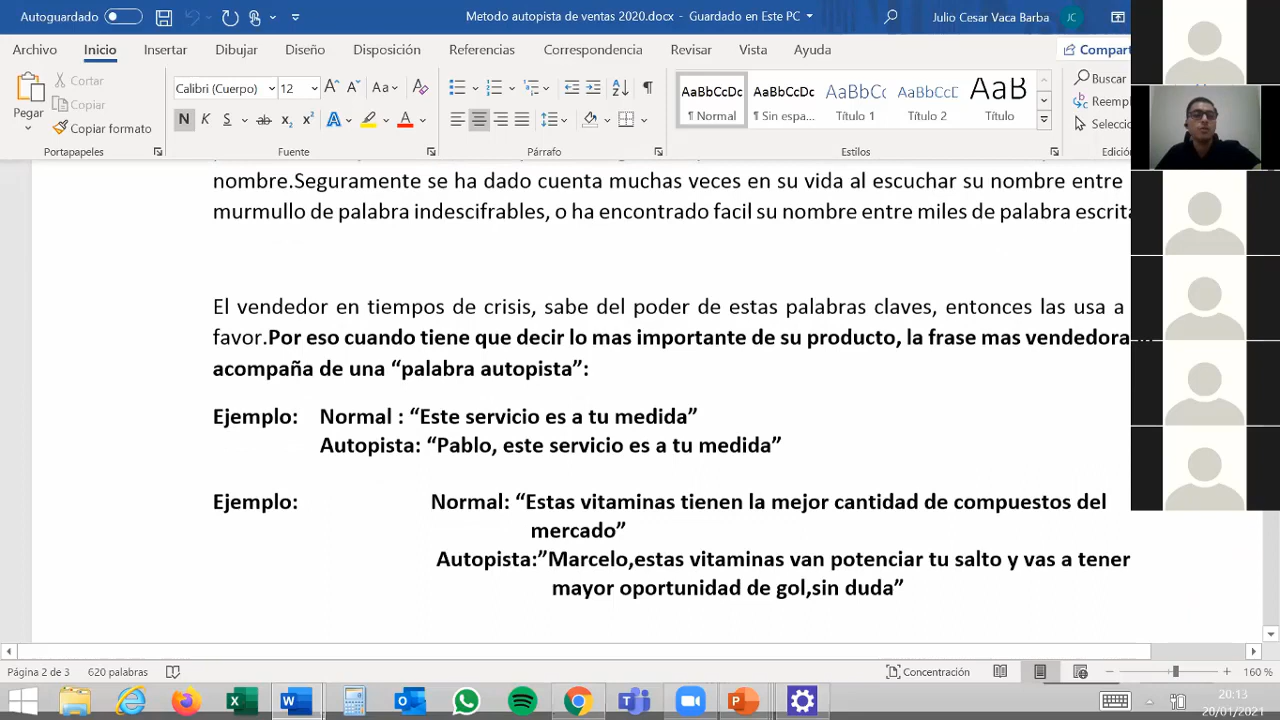 Autoguardado
Metodo autopista de ventas 2020.docx - Guardado en Este PC
Julio Cesar Vaca Barba
JC
Archivo Inicio Insertar Dibujar Diseño Disposición Referencias Correspondencia Revisar Vista Ayuda
Pegar
Cortar
Copiar
Copiar formato
Portapapeles
Calibri (Cuerpo) 12
Aa
N K S ab x₂ x² A A
Fuente
Párrafo
AaBbCcDc AaBbCcDc AaBbCc AaBbCcD AaB
¶ Normal ¶ Sin espa... Título 1 Título 2 Título
Estilos
Buscar
nombre.Seguramente se ha dado cuenta muchas veces en su vida al escuchar su nombre entre
murmullo de palabra indescifrables, o ha encontrado facil su nombre entre miles de palabra
El vendedor en tiempos de crisis, sabe del poder de estas palabras claves, entonces las usa a
favor.Por eso cuando tiene que decir lo mas importante de su producto, la frase mas vendedora
acompaña de una “palabra autopista”:
Ejemplo: Normal : “Este servicio es a tu medida”
Autopista: “Pablo, este servicio es a tu medida”
Ejemplo: Normal: “Estas vitaminas tienen la mejor cantidad de compuestos del
mercado”
Autopista:”Marcelo,estas vitaminas van potenciar tu salto y vas a tener
mayor oportunidad de gol,sin duda”
Página 2 de 3 620 palabras
Concentración
160 %
20:13
20/01/2021